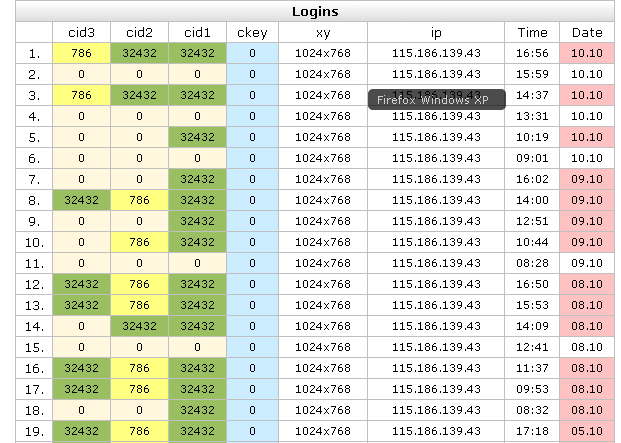 Logins
cid3 cid2 cid1 ckey xy ip Time Date
1. 786 32432 32432 0 1024x768 115.186.139.43 16:56 10.10
2. 0 0 0 0 1024x768 115.186.139.43 15:59 10.10
3. 786 32432 32432 0 1024x768 115.186.139.43 14:37 10.10
Firefox Windows XP
4. 0 0 0 0 1024x768 115.186.139.43 13:31 10.10
5. 0 0 32432 0 1024x768 115.186.139.43 10:19 10.10
6. 0 0 0 0 1024x768 115.186.139.43 09:01 10.10
7. 0 0 32432 0 1024x768 115.186.139.43 16:02 09.10
8. 32432 786 32432 0 1024x768 115.186.139.43 14:00 09.10
9. 0 0 32432 0 1024x768 115.186.139.43 12:51 09.10
10. 0 786 32432 0 1024x768 115.186.139.43 10:44 09.10
11. 0 0 0 0 1024x768 115.186.139.43 08:28 09.10
12. 32432 786 32432 0 1024x768 115.186.139.43 16:50 08.10
13. 32432 786 32432 0 1024x768 115.186.139.43 15:53 08.10
14. 0 32432 32432 0 1024x768 115.186.139.43 14:09 08.10
15. 0 0 0 0 1024x768 115.186.139.43 12:41 08.10
16. 32432 786 32432 0 1024x768 115.186.139.43 11:37 08.10
17. 32432 786 32432 0 1024x768 115.186.139.43 09:53 08.10
18. 0 0 32432 0 1024x768 115.186.139.43 08:32 08.10
19. 32432 786 32432 0 1024x768 115.186.139.43 17:18 05.10